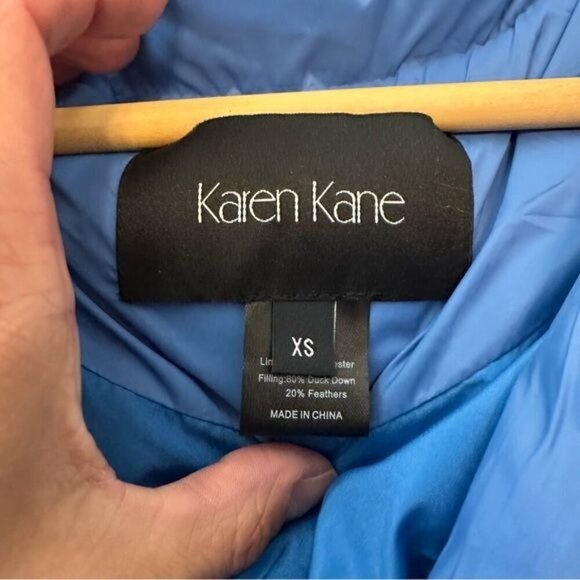 Karen Kane
XS
Filling:80% Duck Down
20% Feathers
MADE IN CHINA